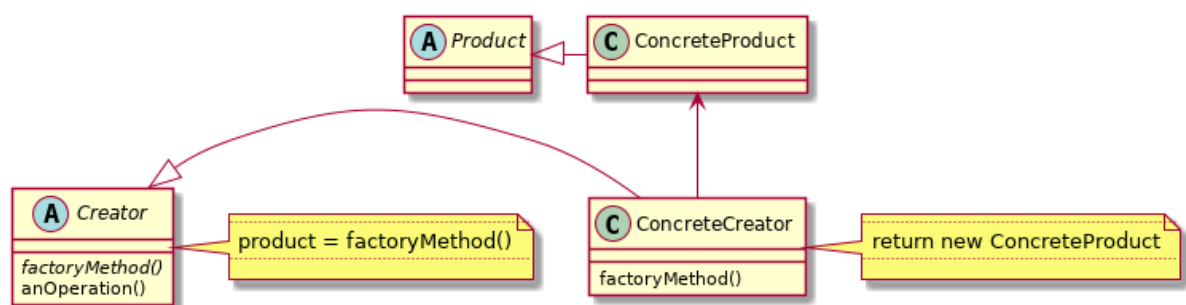 A Product
C ConcreteProduct
A Creator
factoryMethod()
anOperation()
product = factoryMethod()
C ConcreteCreator
factoryMethod()
return new ConcreteProduct